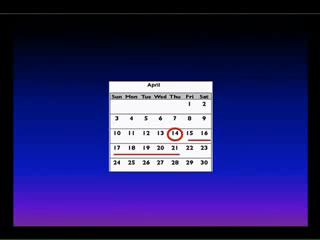 April
Sun Mon Tue Wed Thu Fri Sat
1 2
3 4 5 6 7 8 9
10 11 12 13 14 15 16
17 18 19 20 21 22 23
24 25 26 27 28 29 30